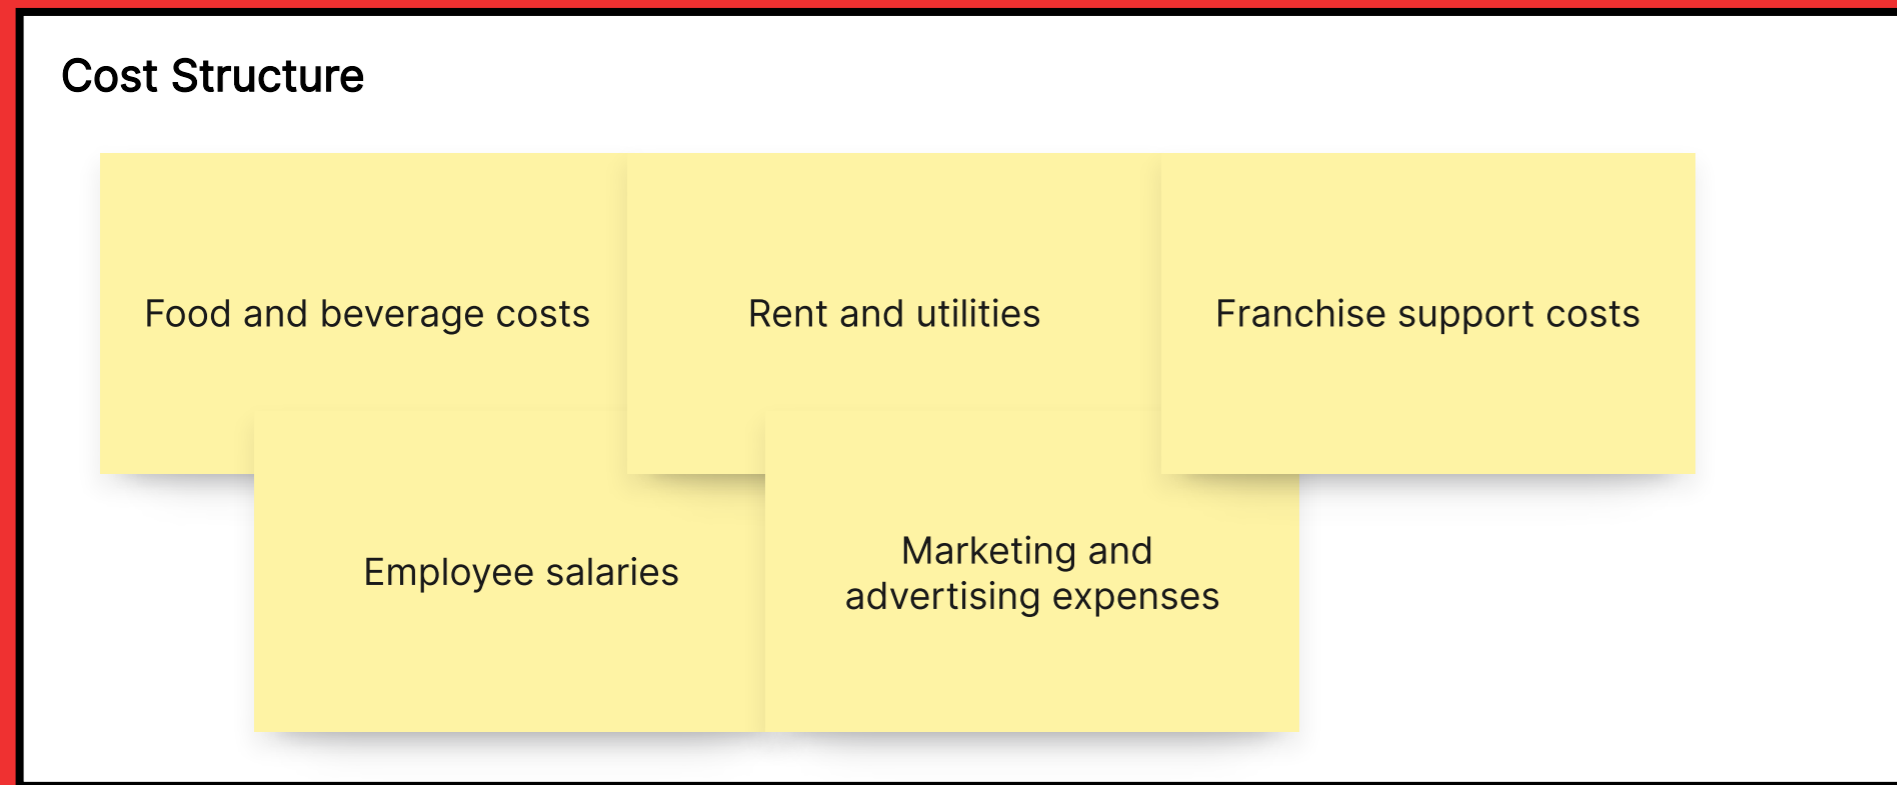 Cost Structure
Food and beverage costs
Rent and utilities
Franchise support costs
Employee salaries
Marketing and
advertising expenses